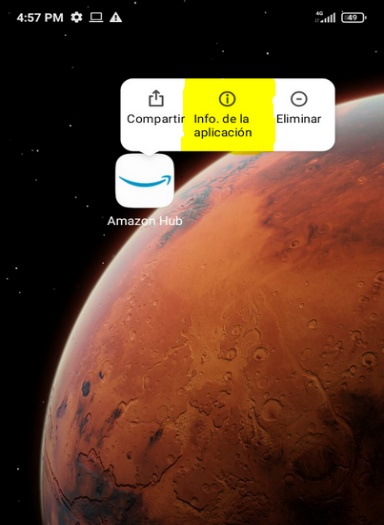 4:57 PM 4G 49
Compartir Info. de la Eliminar
aplicación
Amazon Hub